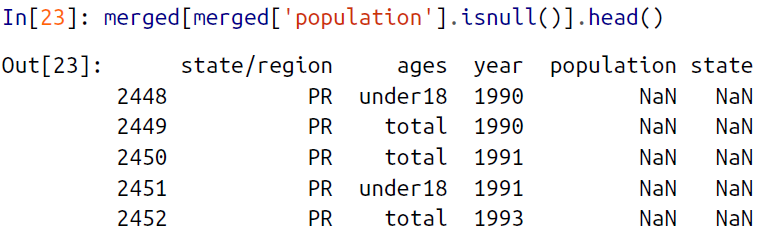 In[23]: merged[merged['population'].isnull()].head()
Out[23]: state/region ages year population state
2448 PR under18 1990 NaN NaN
2449 PR total 1990 NaN NaN
2450 PR total 1991 NaN NaN
2451 PR under18 1991 NaN NaN
2452 PR total 1993 NaN NaN